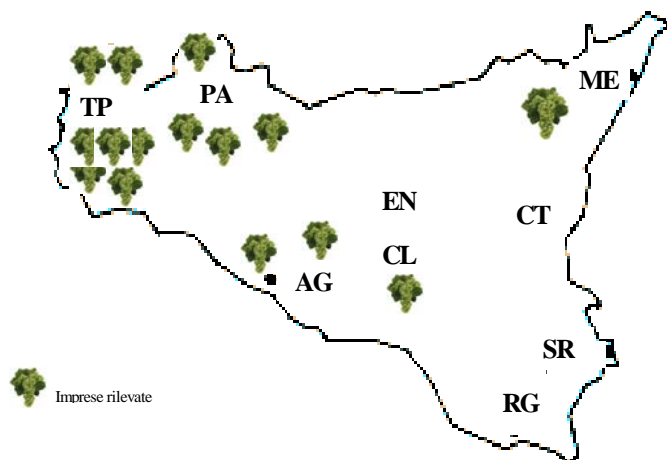 ME
PA
TP
EN
CT
CL
AG
SR
Imprese rilevate
RG